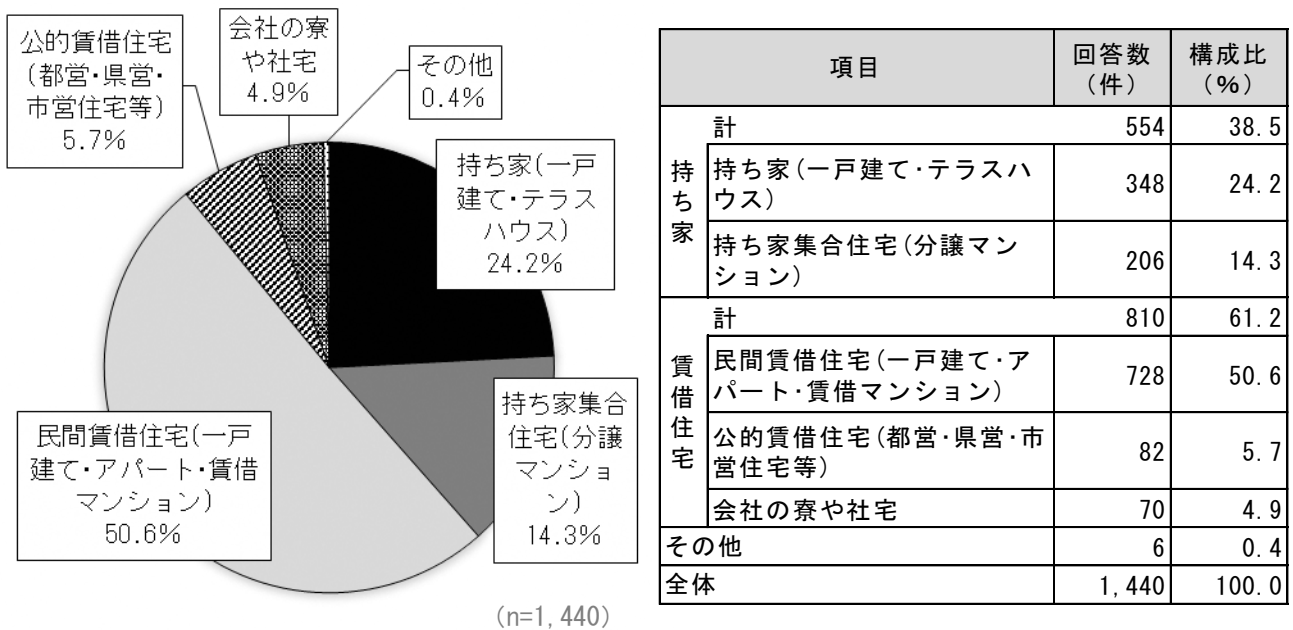 公的賃借住宅
(都営･県営･
市営住宅等)
5.7%
会社の寮
や社宅
4.9%
その他
0.4%
持ち家(一戸
建て･テラス
ハウス)
24.2%
持ち家集合
住宅(分譲
マンショ
ン)
14.3%
民間賃借住宅(一戸
建て･アパート･賃借
マンション)
50.6%
(n=1,440)
項目 回答数（件） 構成比（%）
持ち家
計 554 38.5
持ち家(一戸建て･テラスハ
ウス) 348 24.2
持ち家集合住宅(分譲マン
ション) 206 14.3
賃借住宅
計 810 61.2
民間賃借住宅(一戸建て･ア
パート･賃借マンション) 728 50.6
公的賃借住宅(都営･県営･市
営住宅等) 82 5.7
会社の寮や社宅 70 4.9
その他 6 0.4
全体 1,440 100.0